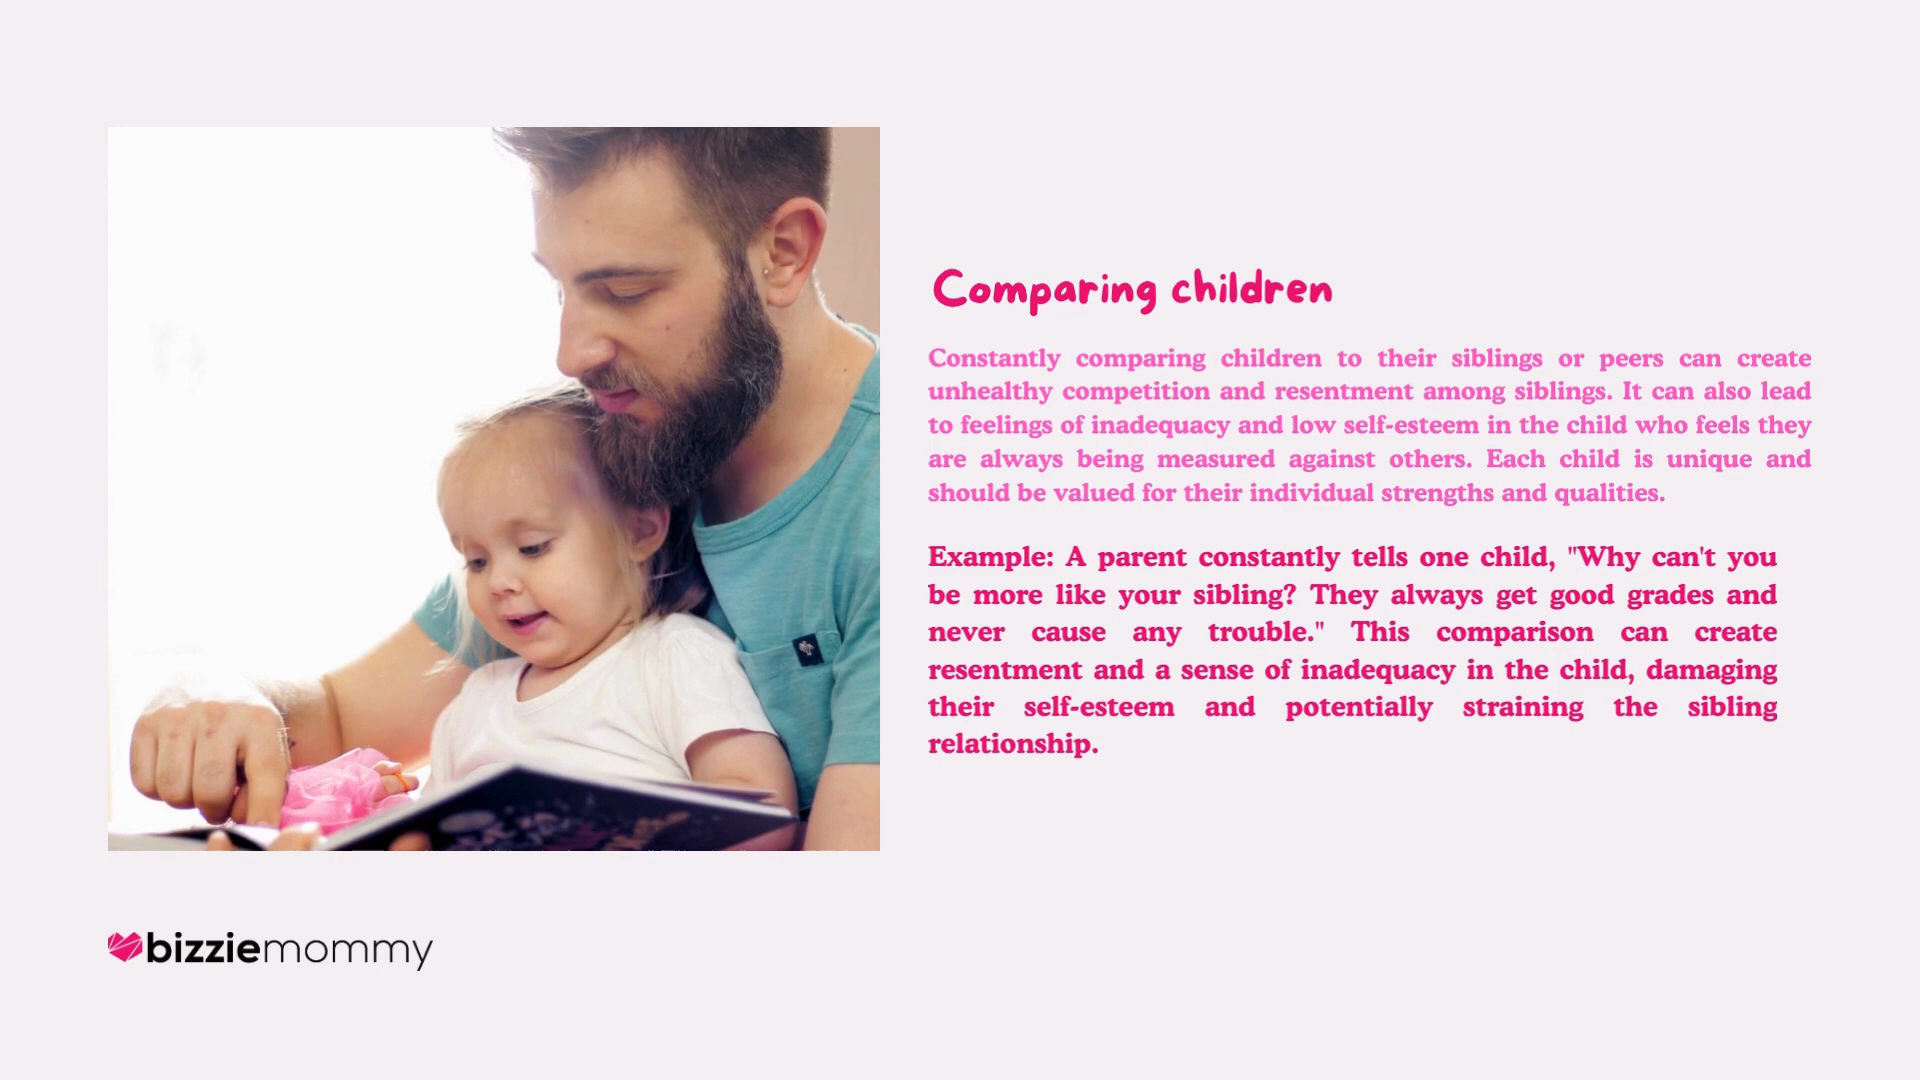 Comparing children
Constantly comparing children to their siblings or peers can create
unhealthy competition and resentment among siblings. It can also lead
to feelings of inadequacy and low self-esteem in the child who feels they
are always being measured against others. Each child is unique and
should be valued for their individual strengths and qualities.
Example: A parent constantly tells one child, "Why can't you
be more like your sibling? They always get good grades and
never cause any trouble." This comparison can create
resentment and a sense of inadequacy in the child, damaging
their self-esteem and potentially straining the sibling
relationship.
bizziemommy